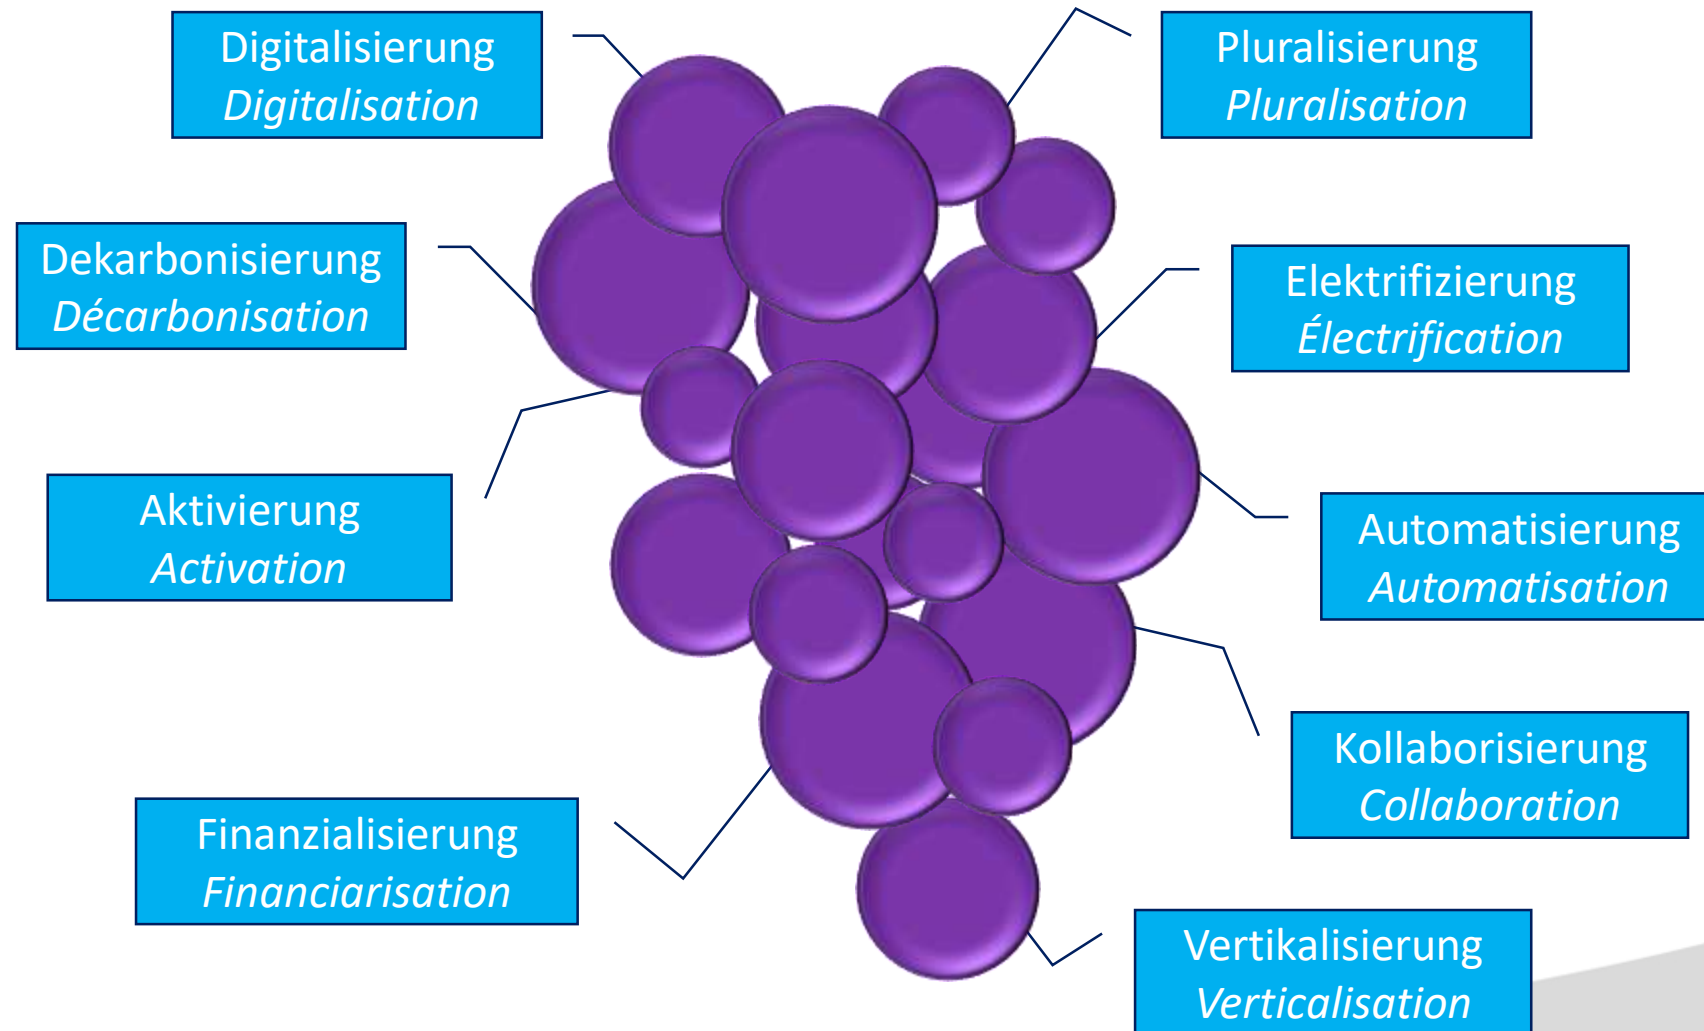 Digitalisierung
Digitalisation
Pluralisierung
Pluralisation
Dekarbonisierung
Décarbonisation
Elektrifizierung
Électrification
Aktivierung
Activation
Automatisierung
Automatisation
Kollaborisierung
Collaboration
Finanzialisierung
Financiarisation
Vertikalisierung
Verticalisation